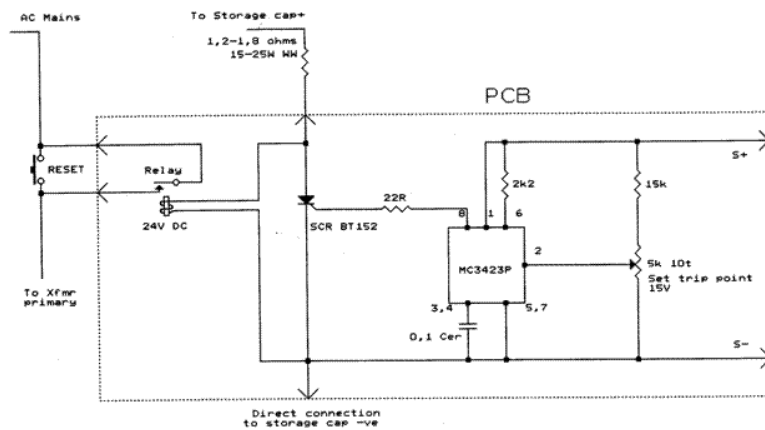 AC Mains
To Storage cap+
1,2-1,8 ohms
15-25W WW
PCB
RESET
Relay
24V DC
22R
SCR BT152
8
1
6
2k2
15k
S+
2
MC3423P
5k 10t
Set trip point
15V
3,4
5,7
0,1 Cer
S-
To Xfmr
primary
Direct connection
to storage cap -ve